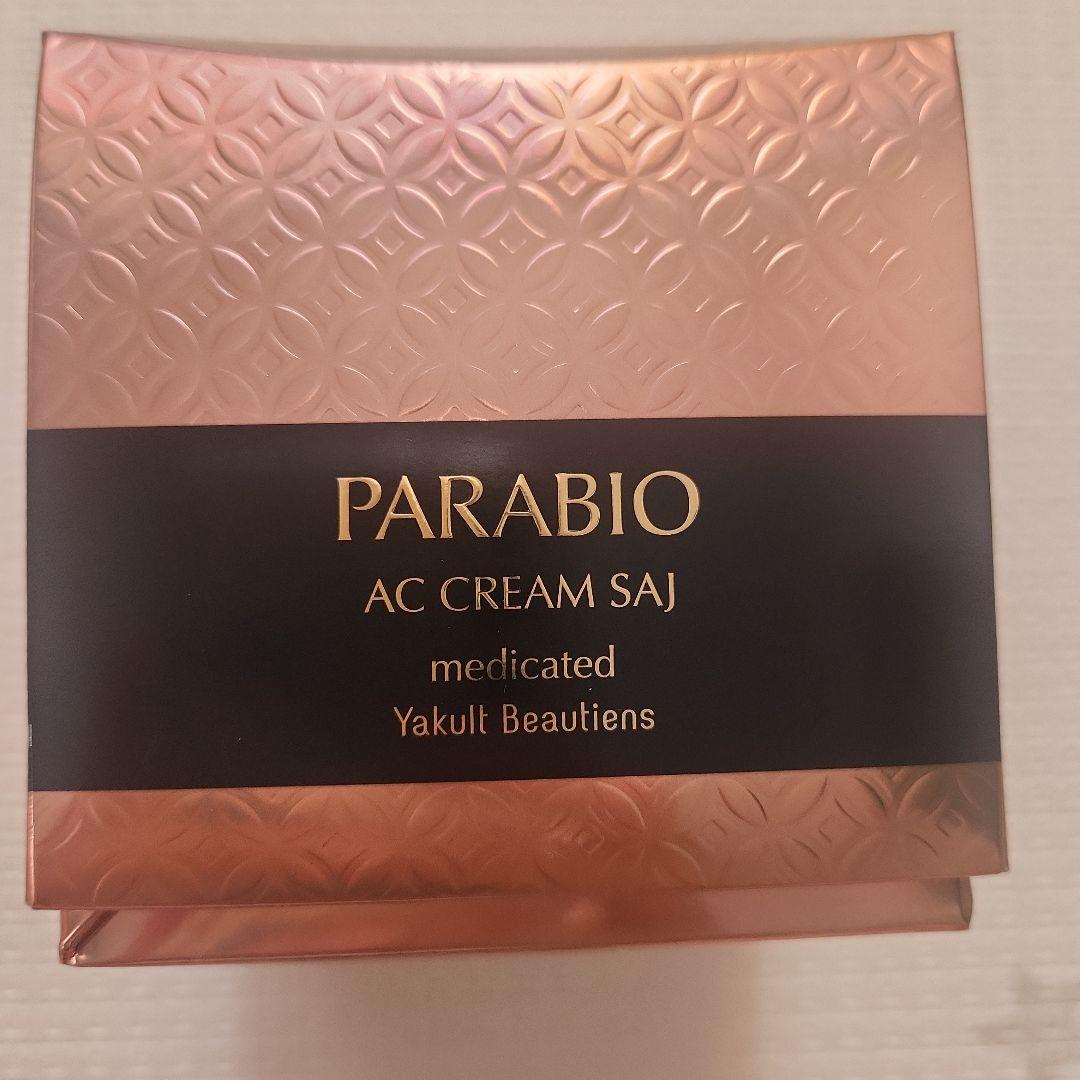 PARABIO
AC CREAM SAJ
medicated
Yakult Beautiens